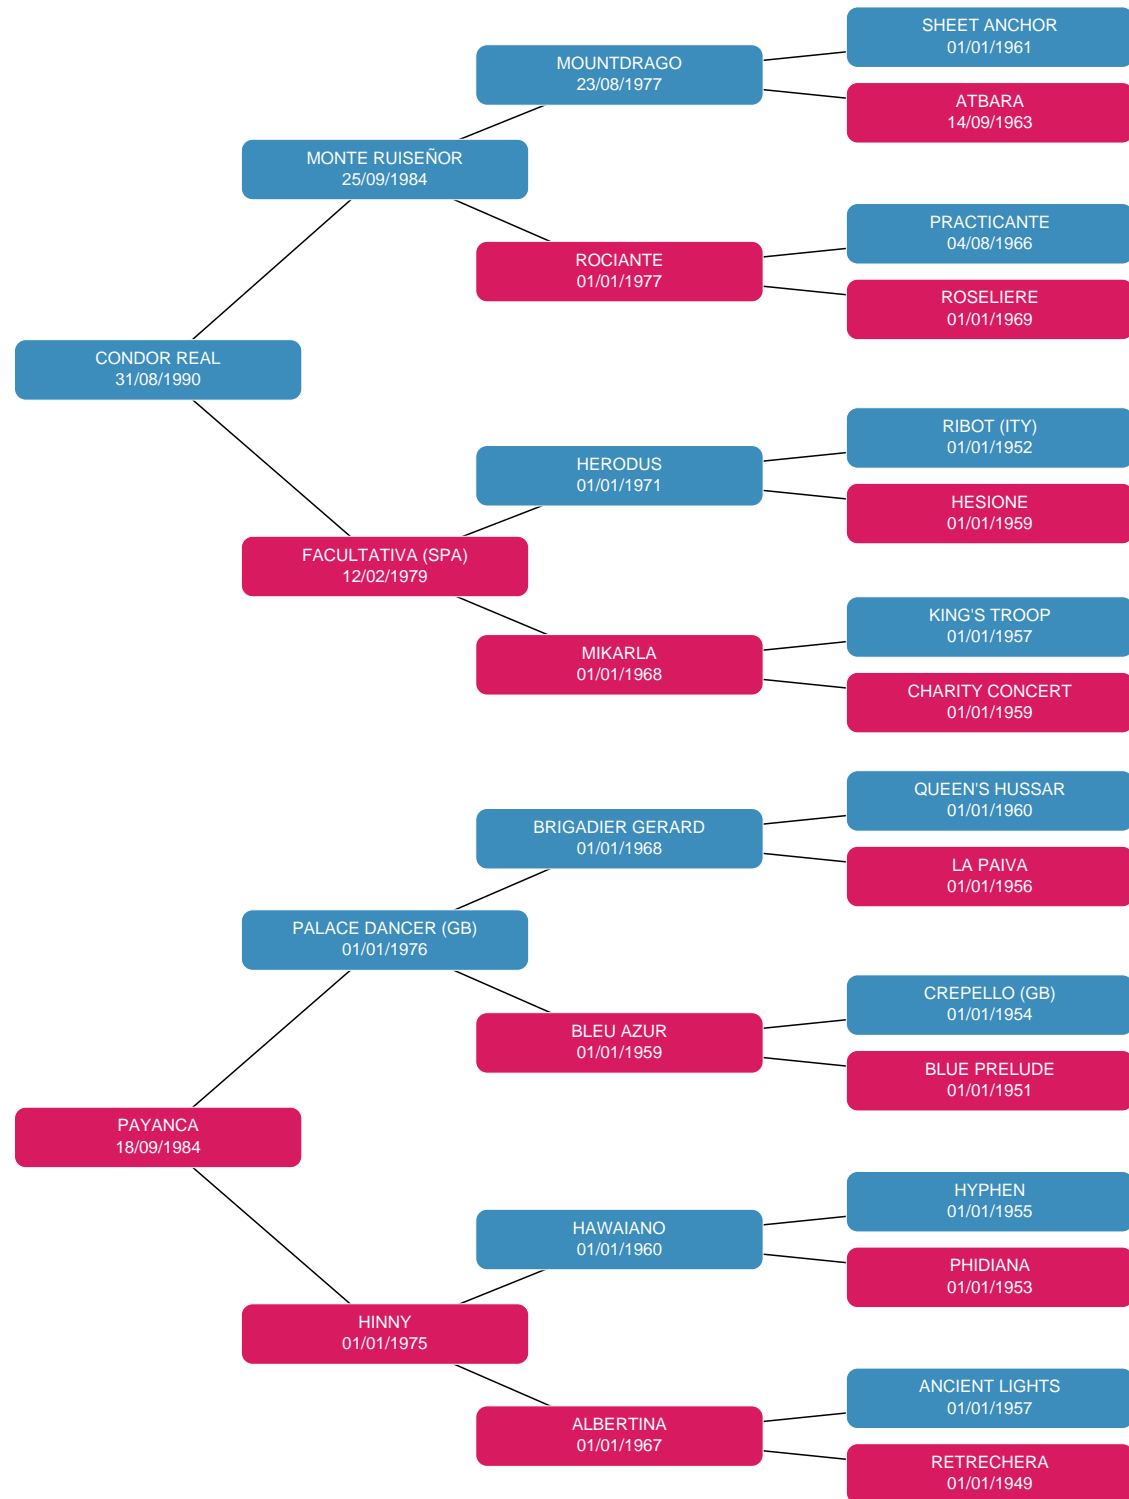 SHEET ANCHOR
01/01/1961
MOUNTDRAGO
23/08/1977
ATBARA
14/09/1963
MONTE RUISEÑOR
25/09/1984
PRACTICANTE
04/08/1966
ROCIANTE
01/01/1977
ROSELIERE
01/01/1969
CONDOR REAL
31/08/1990
RIBOT (ITY)
01/01/1952
HERODUS
01/01/1971
HESIONE
01/01/1959
FACULTATIVA (SPA)
12/02/1979
KING'S TROOP
01/01/1957
MIKARLA
01/01/1968
CHARITY CONCERT
01/01/1959
QUEEN'S HUSSAR
01/01/1960
BRIGADIER GERARD
01/01/1968
LA PAIVA
01/01/1956
PALACE DANCER (GB)
01/01/1976
CREPELLO (GB)
01/01/1954
BLEU AZUR
01/01/1959
BLUE PRELUDE
01/01/1951
PAYANCA
18/09/1984
HYPHEN
01/01/1955
HAWAIANO
01/01/1960
PHIDIANA
01/01/1953
HINNY
01/01/1975
ANCIENT LIGHTS
01/01/1957
ALBERTINA
01/01/1967
RETRECHERA
01/01/1949